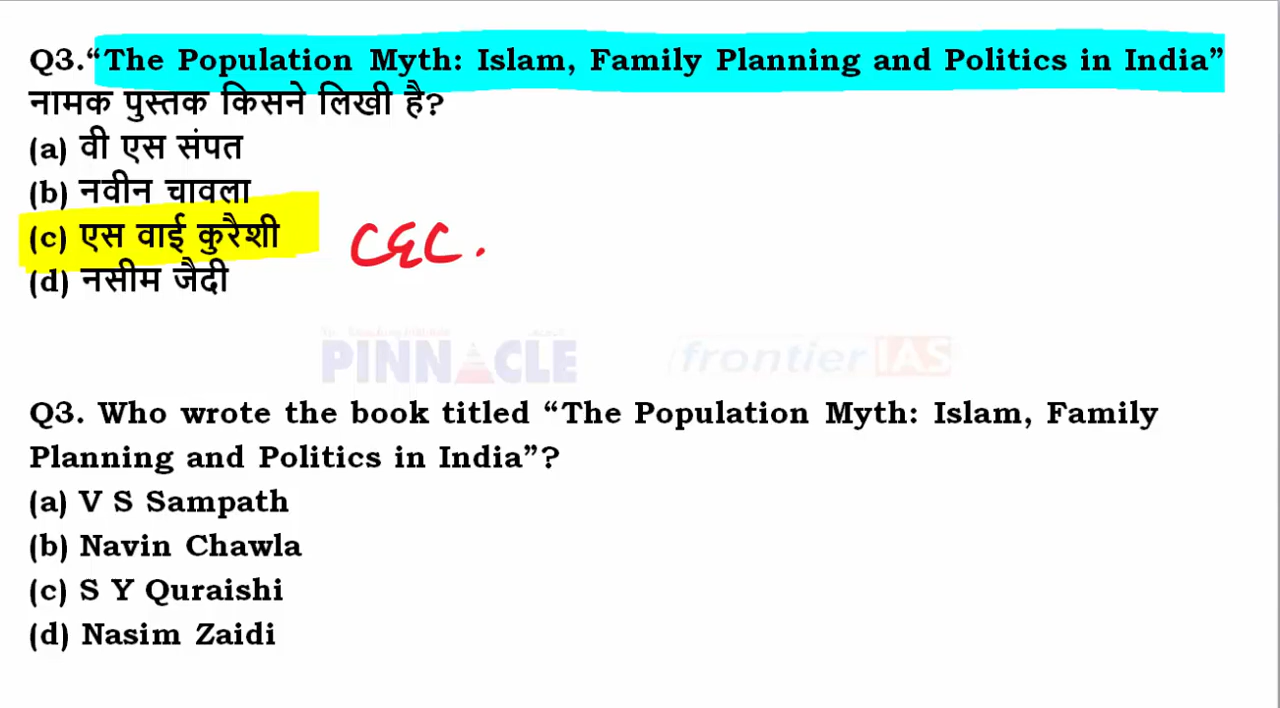 Q3.“The Population Myth: Islam, Family Planning and Politics in India”
नामक पुस्तक किसने लिखी है?
(a) वी एस संपत
(b) नवीन चावला
(c) एस वाई कुरैशी
CEC.
(d) नसीम जैदी
PINNACLE
frontier IAS
Q3. Who wrote the book titled “The Population Myth: Islam, Family
Planning and Politics in India”?
(a) V S Sampath
(b) Navin Chawla
(c) S Y Quraishi
(d) Nasim Zaidi